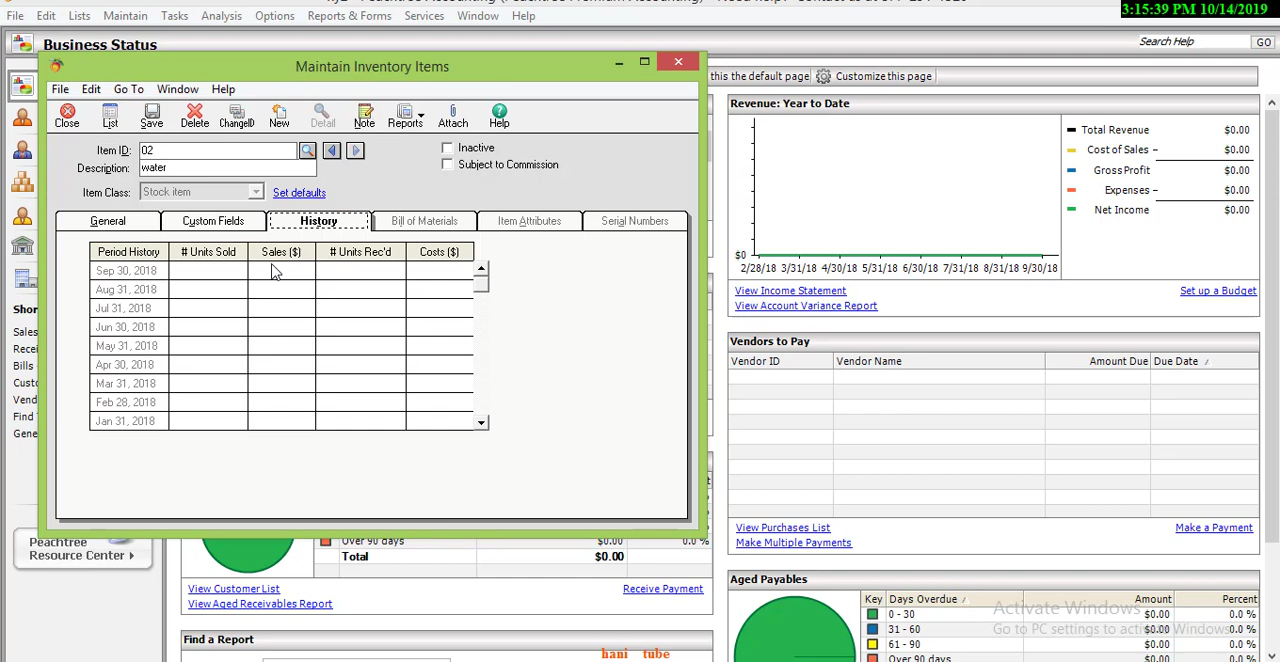 3:15:39 PM 10/14/2019
File Edit Lists Maintain Tasks Analysis Options Reports & Forms Services Window Help
Business Status
Search Help GO
this the default page Customize this page
Maintain Inventory Items
File Edit Go To Window Help
Close List Save Delete ChangeID New Detail Note Reports Attach Help
Item ID: 02
Inactive
Description: water
Subject to Commission
Item Class: Stock item Set defaults
General Custom Fields History Bill of Materials Item Attributes Serial Numbers
Period History # Units Sold Sales ($) # Units Rec'd Costs ($)
Sep 30, 2018
Aug 31, 2018
Jul 31, 2018
Jun 30, 2018
May 31, 2018
Apr 30, 2018
Mar 31, 2018
Feb 28, 2018
Jan 31, 2018
Shor
Sales
Recei
Bills
Custo
Vend
Find
Gene
Peachtree
Resource Center
Over 90 days $0.00 0.0 %
Total $0.00
View Customer List Receive Payment
View Aged Receivables Report
Find a Report
hani tube
Revenue: Year to Date
Total Revenue $0.00
Cost of Sales - $0.00
Gross Profit $0.00
Expenses - $0.00
Net Income $0.00
$0
2/28/18 3/31/18 4/30/18 5/31/18 6/30/18 7/31/18 8/31/18 9/30/18
View Income Statement Set up a Budget
View Account Variance Report
Vendors to Pay
Vendor ID Vendor Name Amount Due Due Date
View Purchases List Make a Payment
Make Multiple Payments
Aged Payables
Key Days Overdue Amount Percent
0 - 30 $0.00 0.0 %
31 - 60 $0.00 0.0 %
61 - 90 $0.00 0.0 %
Over 90 days $0.00 0.0 %
Activate Windows
Go to PC settings to activate Windows.